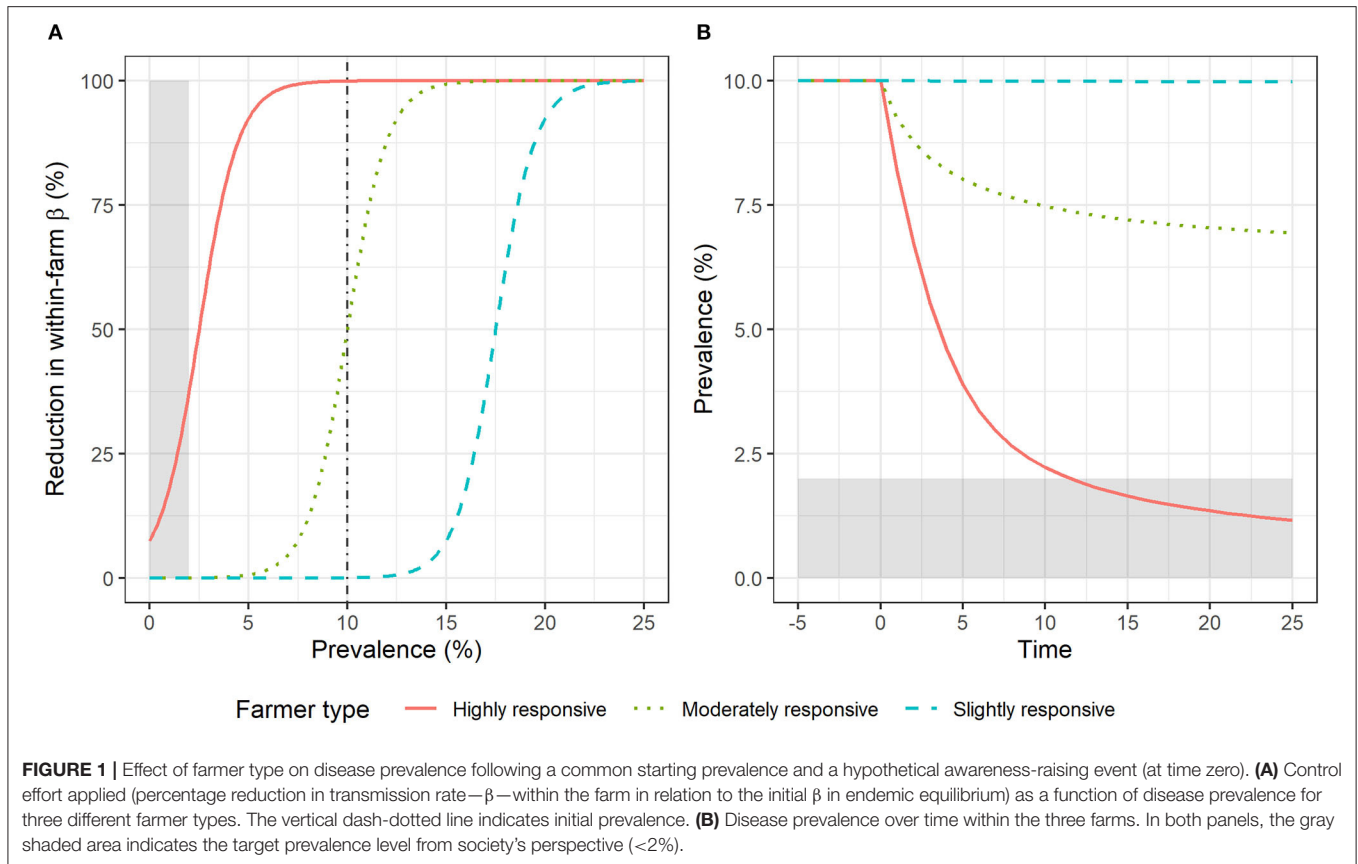 A
B
Reduction in within-farm β (%)
100
75
50
25
0
0
5
10
15
20
25
Prevalence (%)
Prevalence (%)
10.0
7.5
5.0
2.5
0.0
-5
0
5
10
15
20
25
Time
Farmer type
Highly responsive
Moderately responsive
Slightly responsive
FIGURE 1 | Effect of farmer type on disease prevalence following a common starting prevalence and a hypothetical awareness-raising event (at time zero). (A) Control
effort applied (percentage reduction in transmission rate—β—within the farm in relation to the initial β in endemic equilibrium) as a function of disease prevalence for
three different farmer types. The vertical dash-dotted line indicates initial prevalence. (B) Disease prevalence over time within the three farms. In both panels, the gray
shaded area indicates the target prevalence level from society's perspective (<2%).